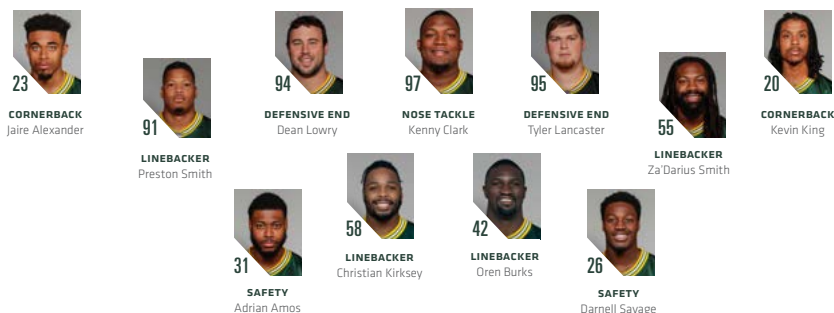 23
CORNERBACK
Jaire Alexander
91
LINEBACKER
Preston Smith
94
DEFENSIVE END
Dean Lowry
97
NOSE TACKLE
Kenny Clark
95
DEFENSIVE END
Tyler Lancaster
55
LINEBACKER
Za'Darius Smith
20
CORNERBACK
Kevin King
31
SAFETY
Adrian Amos
58
LINEBACKER
Christian Kirksey
42
LINEBACKER
Oren Burks
26
SAFETY
Darnell Savage